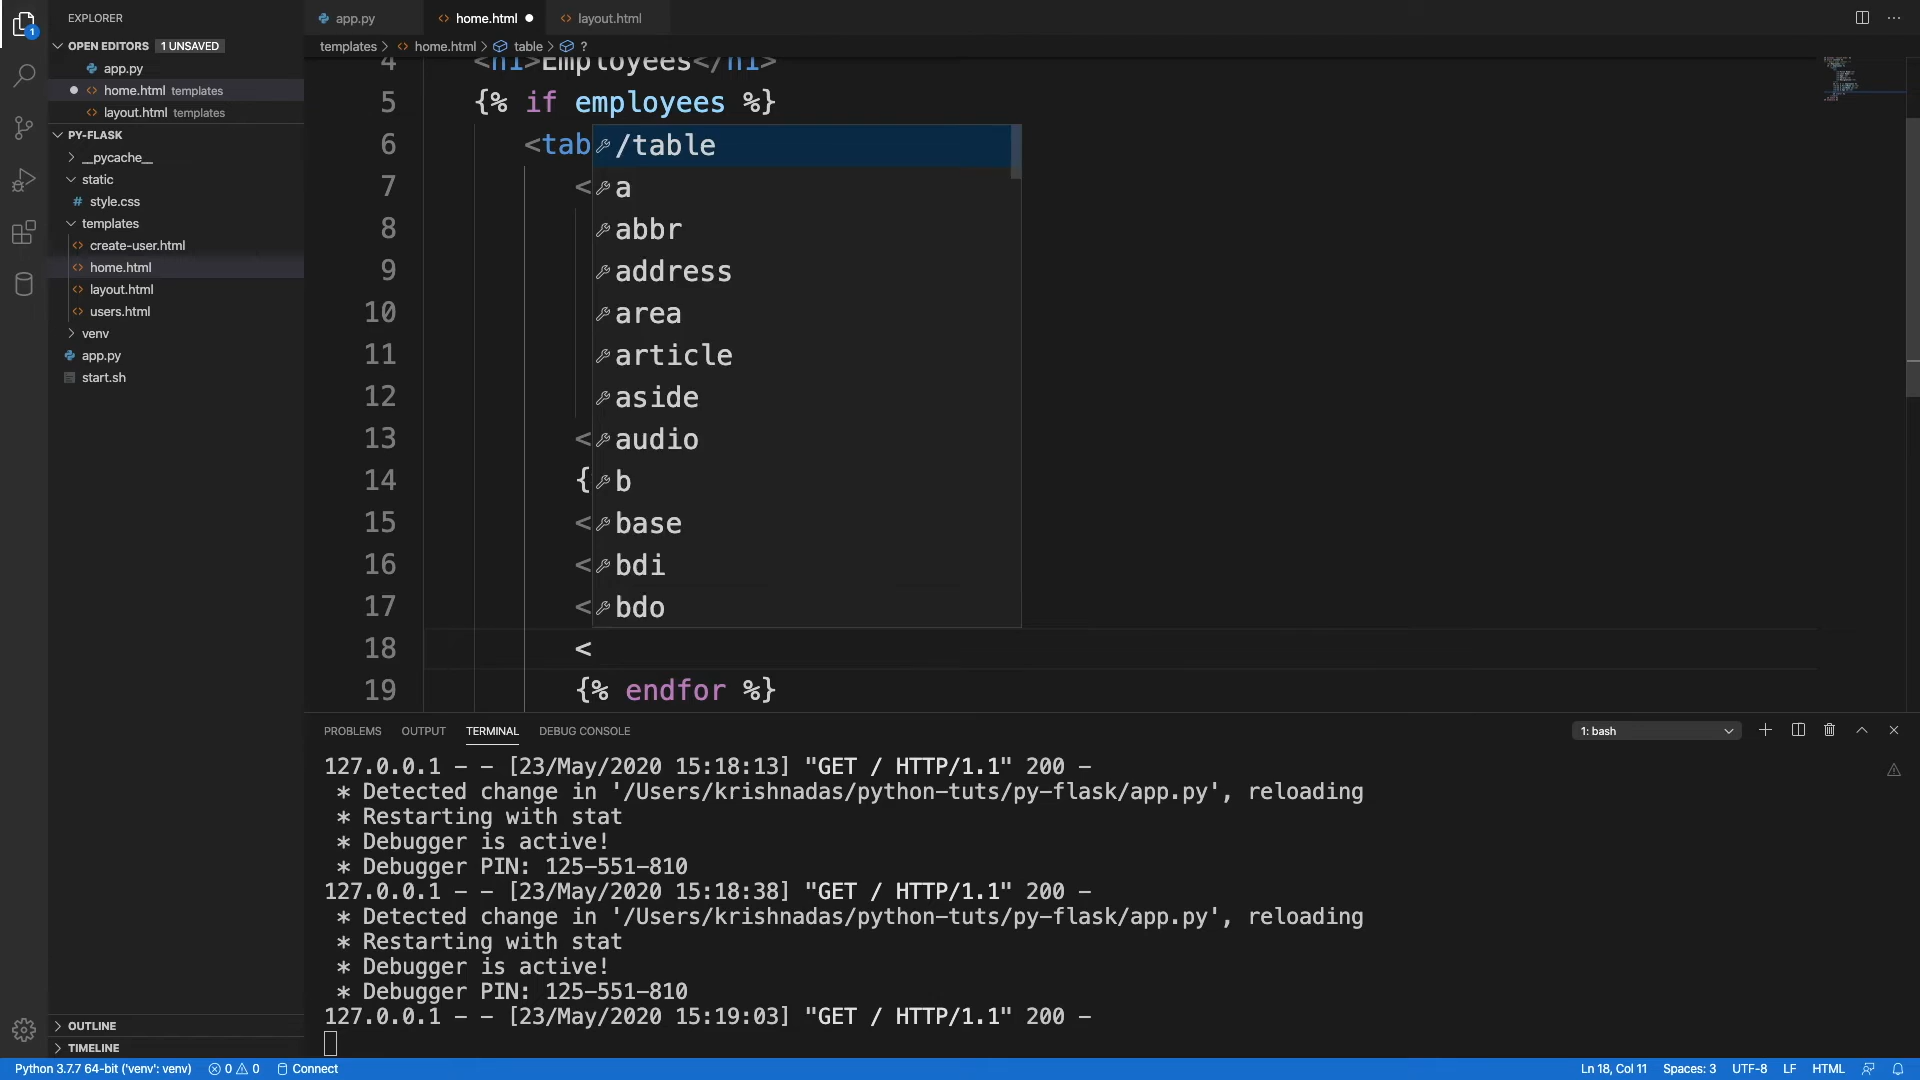 EXPLORER
OPEN EDITORS 1 UNSAVED
app.py
home.html templates
layout.html templates
PY-FLASK
__pycache__
static
style.css
templates
create-user.html
home.html
layout.html
users.html
venv
app.py
start.sh
OUTLINE
TIMELINE
app.py
home.html
layout.html
templates > home.html > table > ?
4 <h1>Employees</h1>
5 {% if employees %}
6 <tab
7 <
8
9
10
11
12
13 <
14 {
15 <
16 <
17 <
18 <
19 {% endfor %}
/table
a
abbr
address
area
article
aside
audio
b
base
bdi
bdo
PROBLEMS OUTPUT TERMINAL DEBUG CONSOLE
1: bash
127.0.0.1 - - [23/May/2020 15:18:13] "GET / HTTP/1.1" 200 -
* Detected change in '/Users/krishnadas/python-tuts/py-flask/app.py', reloading
* Restarting with stat
* Debugger is active!
* Debugger PIN: 125-551-810
127.0.0.1 - - [23/May/2020 15:18:38] "GET / HTTP/1.1" 200 -
* Detected change in '/Users/krishnadas/python-tuts/py-flask/app.py', reloading
* Restarting with stat
* Debugger is active!
* Debugger PIN: 125-551-810
127.0.0.1 - - [23/May/2020 15:19:03] "GET / HTTP/1.1" 200 -
Python 3.7.7 64-bit ('venv': venv) 0 0 Connect
Ln 18, Col 11 Spaces: 3 UTF-8 LF HTML